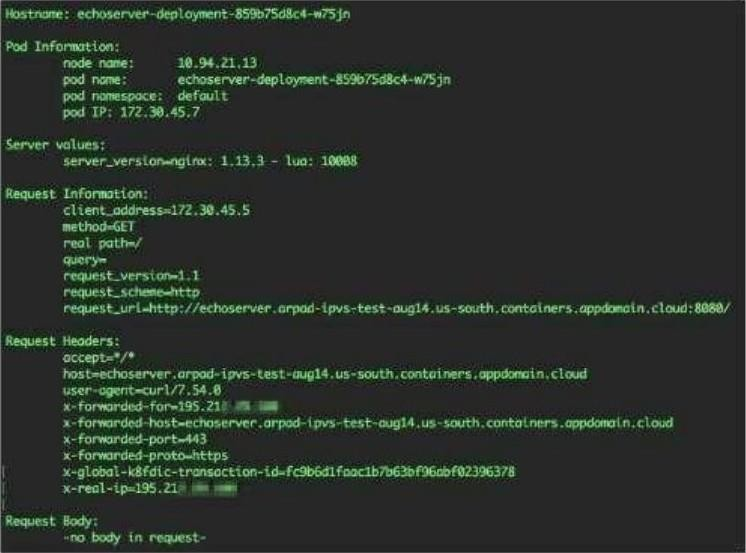 Hostname: echoserver-deployment-859b75d8c4-w75jn
Pod Information:
node name: 10.94.21.13
pod name: echoserver-deployment-859b75d8c4-w75jn
pod namespace: default
pod IP: 172.30.45.7
Server values:
server_version=nginx: 1.13.3 - lua: 10008
Request Information:
client_address=172.30.45.5
method=GET
real path=/
query=
request_version=1.1
request_scheme=http
request_uri=http://echoserver.arpad-ipvs-test-aug14.us-south.containers.appdomain.cloud:8080/
Request Headers:
accept=*/*
host=echoserver.arpad-ipvs-test-aug14.us-south.containers.appdomain.cloud
user-agent=curl/7.54.0
x-forwarded-for=195.21
x-forwarded-host=echoserver.arpad-ipvs-test-aug14.us-south.containers.appdomain.cloud
x-forwarded-port=443
x-forwarded-proto=https
x-global-k8fdic-transaction-id=fc9b6d1faac1b7b63bf96abf02396378
x-real-ip=195.21
Request Body:
-no body in request-